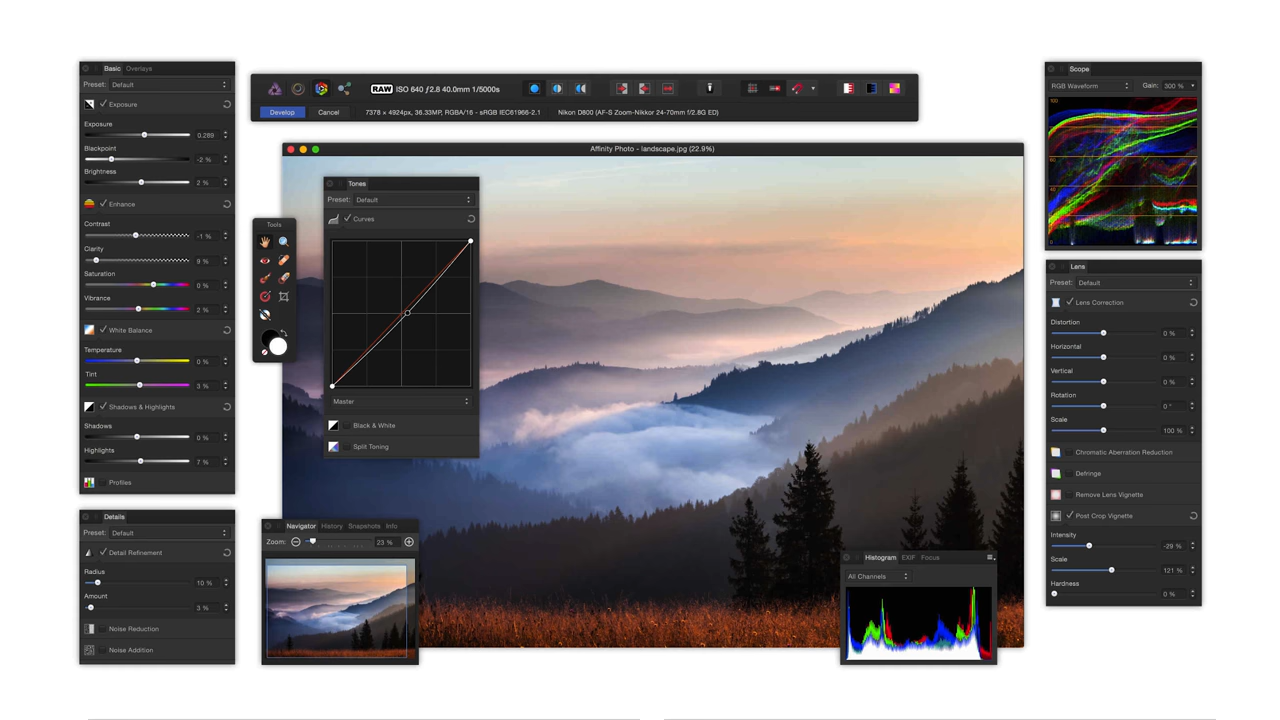 Basic Overlays
Preset: Default
Exposure
Exposure
0.289
Blackpoint
-2 %
Brightness
2 %
Enhance
Contrast
-1 %
Clarity
9 %
Saturation
0 %
Vibrance
2 %
White Balance
Temperature
0 %
Tint
3 %
Shadows & Highlights
Shadows
0 %
Highlights
7 %
Profiles
Details
Preset: Default
Detail Refinement
Radius
10 %
Amount
3 %
Noise Reduction
Noise Addition
RAW ISO 640 ƒ/2.8 40.0mm 1/5000s
Develop Cancel 7378 × 4924px, 36.33MP, RGBA/16 - sRGB IEC61966-2.1 Nikon D800 (AF-S Zoom-Nikkor 24-70mm f/2.8G ED)
Affinity Photo - landscape.jpg (22.9%)
Tools
Tones
Preset: Default
Curves
Master
Black & White
Split Toning
Navigator History Snapshots Info
Zoom: 23 %
Histogram EXIF Focus
All Channels
Scope
RGB Waveform Gain: 300 %
100
60
40
0
Lens
Preset: Default
Lens Correction
Distortion
0 %
Horizontal
0 %
Vertical
0 %
Rotation
0 °
Scale
100 %
Chromatic Aberration Reduction
Defringe
Remove Lens Vignette
Post Crop Vignette
Intensity
-29 %
Scale
121 %
Hardness
0 %